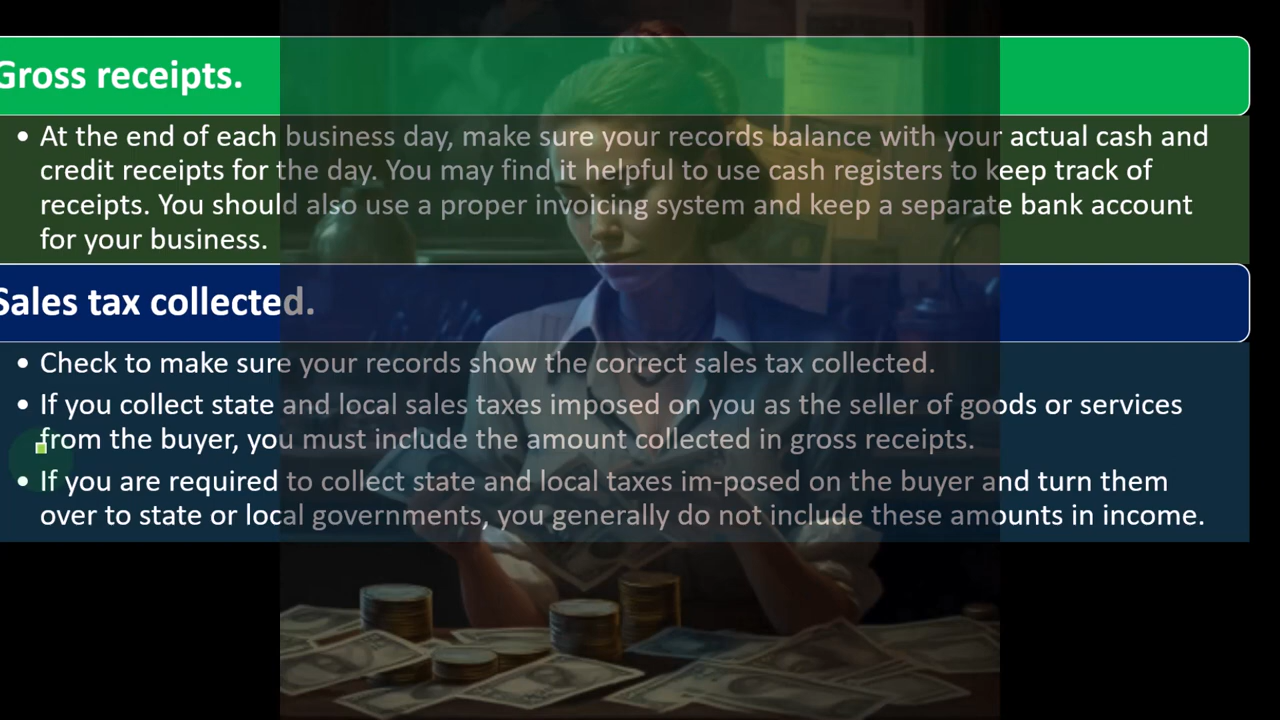 Gross receipts.
• At the end of each business day, make sure your records balance with your actual cash and
credit receipts for the day. You may find it helpful to use cash registers to keep track of
receipts. You should also use a proper invoicing system and keep a separate bank account
for your business.
Sales tax collected.
• Check to make sure your records show the correct sales tax collected.
• If you collect state and local sales taxes imposed on you as the seller of goods or services
from the buyer, you must include the amount collected in gross receipts.
• If you are required to collect state and local taxes im-posed on the buyer and turn them
over to state or local governments, you generally do not include these amounts in income.